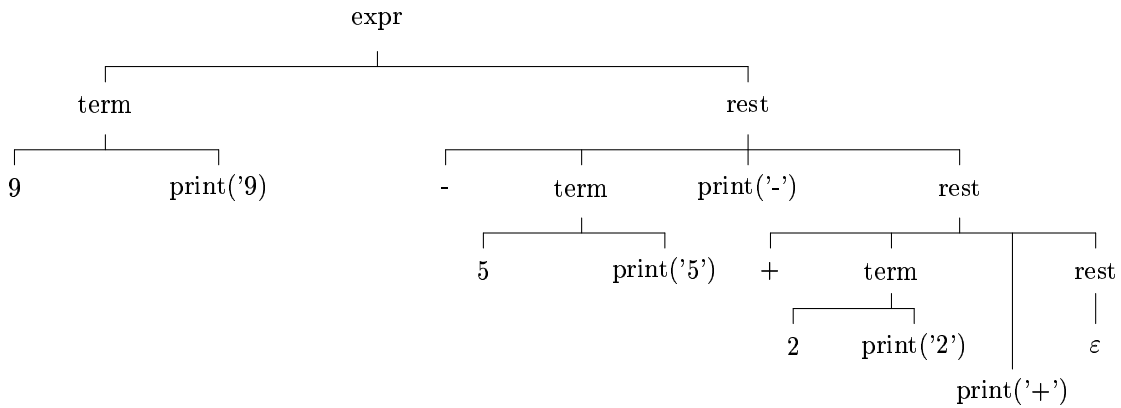 expr
term rest
9 print('9) - term print('-') rest
5 print('5') + term rest
2 print('2') ε
print('+')